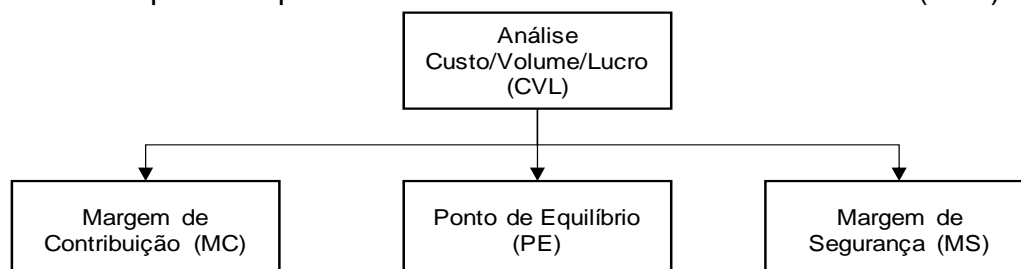 Análise
Custo/Volume/Lucro
(CVL)
Margem de
Contribuição (MC)
Ponto de Equilíbrio
(PE)
Margem de
Segurança (MS)